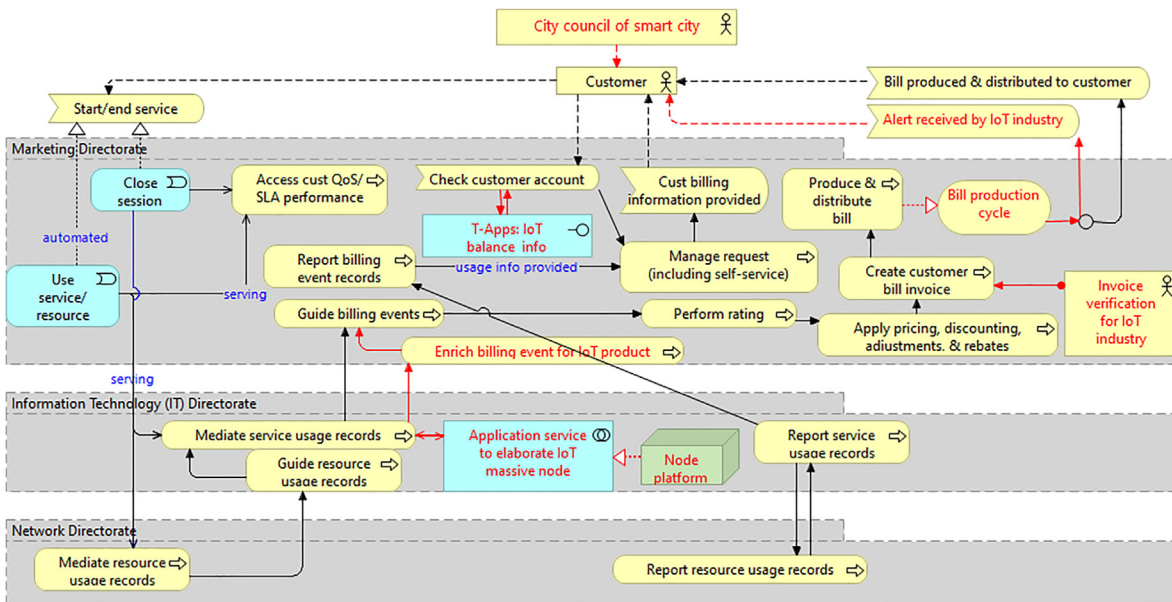 City council of smart city
Customer
Bill produced & distributed to customer
Start/end service
Alert received by IoT industry
Marketing Directorate
Close
session
Access cust QoS/
SLA performance
Check customer account
Cust billing
information provided
Produce &
distribute
bill
Bill production
cycle
automated
T-Apps: IoT
balance info
Use
service/
resource
serving
Report billing
event records
usage info provided
Manage request
(including self-service)
Create customer
bill invoice
Invoice
verification
for IoT
industry
Guide billing events
Perform rating
Apply pricing, discounting,
adjustments. & rebates
Enrich billing event for IoT product
serving
Information Technology (IT) Directorate
Mediate service usage records
Guide resource
usage records
Application service
to elaborate IoT
massive node
Node
platform
Report service
usage records
Network Directorate
Mediate resource
usage records
Report resource usage records